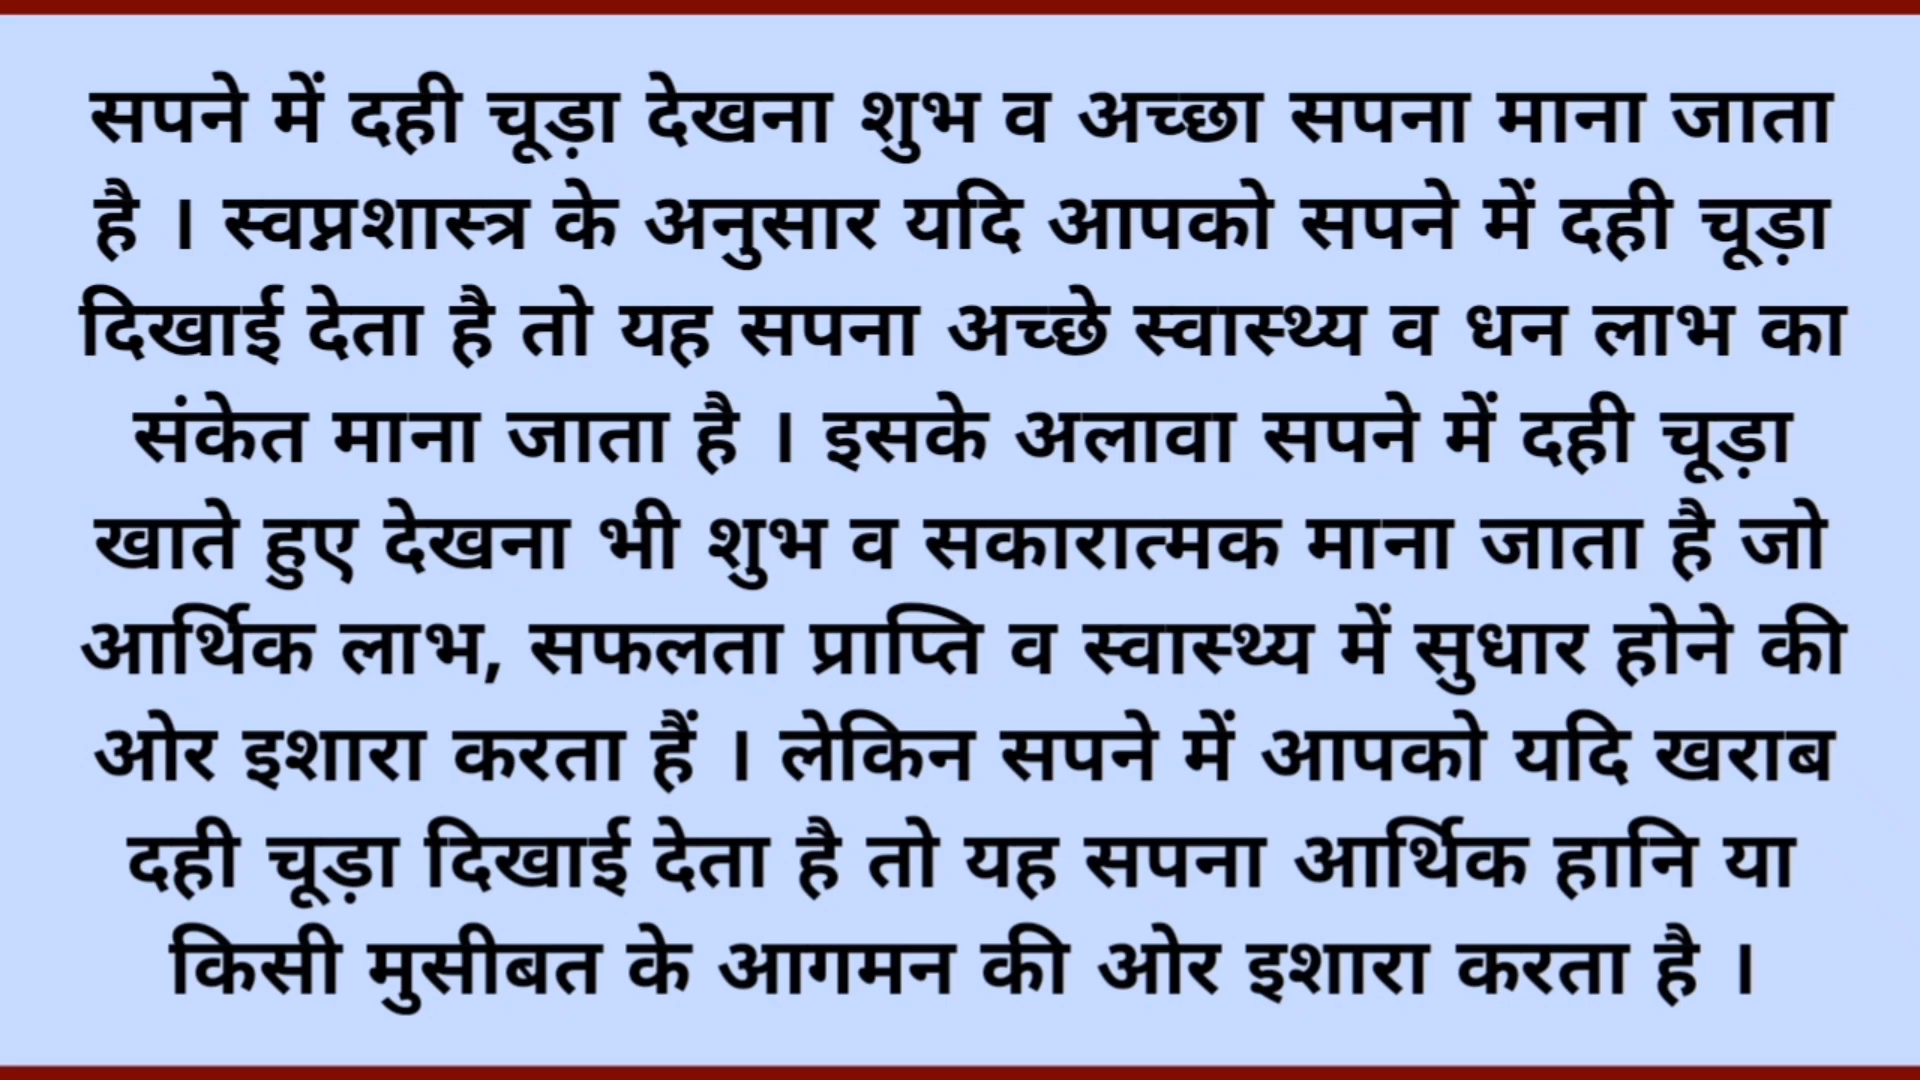 सपने में दही चूड़ा देखना शुभ व अच्छा सपना माना जाता
है । स्वप्नशास्त्र के अनुसार यदि आपको सपने में दही चूड़ा
दिखाई देता है तो यह सपना अच्छे स्वास्थ्य व धन लाभ का
संकेत माना जाता है । इसके अलावा सपने में दही चूड़ा
खाते हुए देखना भी शुभ व सकारात्मक माना जाता है जो
आर्थिक लाभ, सफलता प्राप्ति व स्वास्थ्य में सुधार होने की
ओर इशारा करता हैं । लेकिन सपने में आपको यदि खराब
दही चूड़ा दिखाई देता है तो यह सपना आर्थिक हानि या
किसी मुसीबत के आगमन की ओर इशारा करता है ।